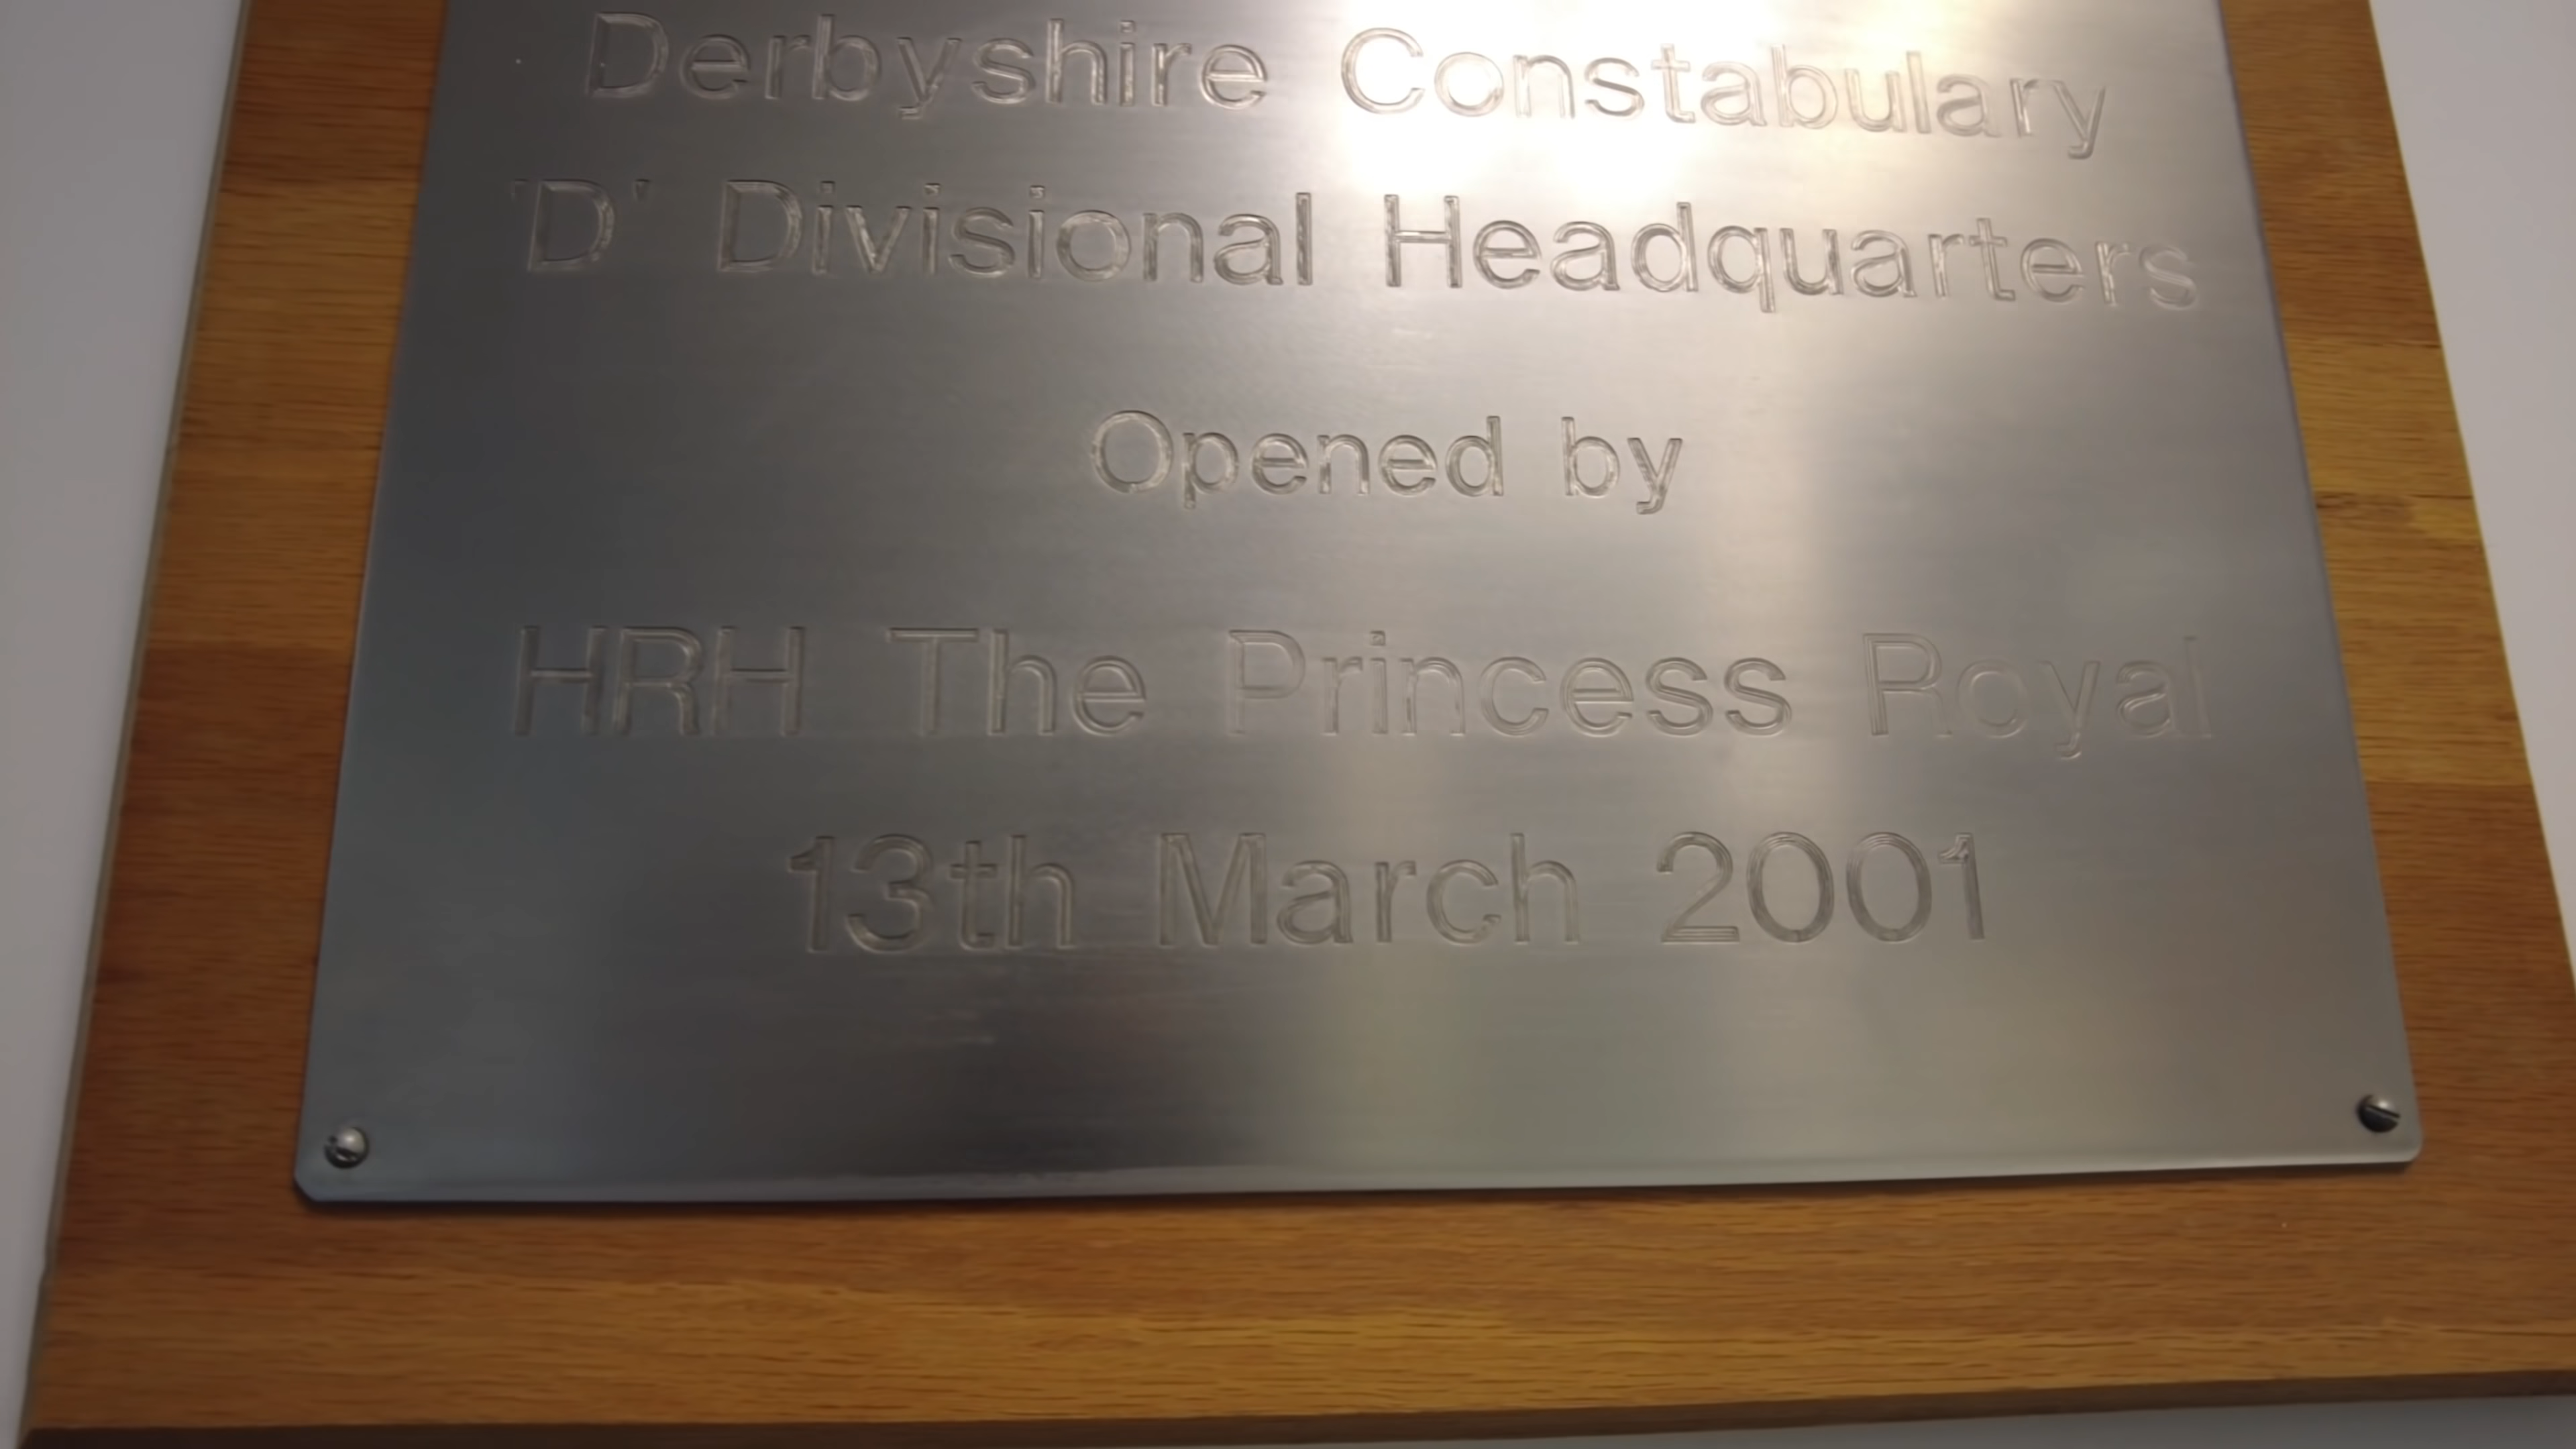 Derbyshire Constabulary
'D' Divisional Headquarters
Opened by
HRH The Princess Royal
13th March 2001